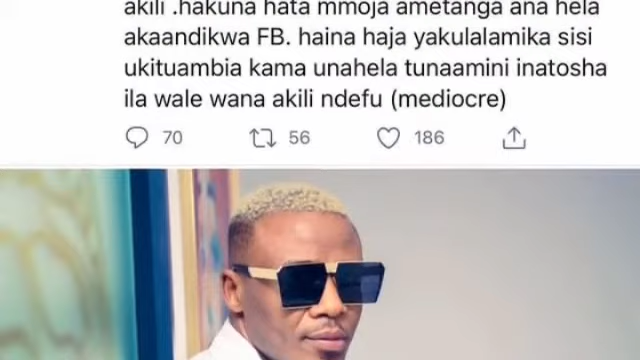 akili .hakuna hata mmoja ametanga ana hela
akaandikwa FB. haina haja yakulalamika sisi
ukituambia kama unahela tunaamini inatosha
ila wale wana akili ndefu (mediocre)
70 56 186